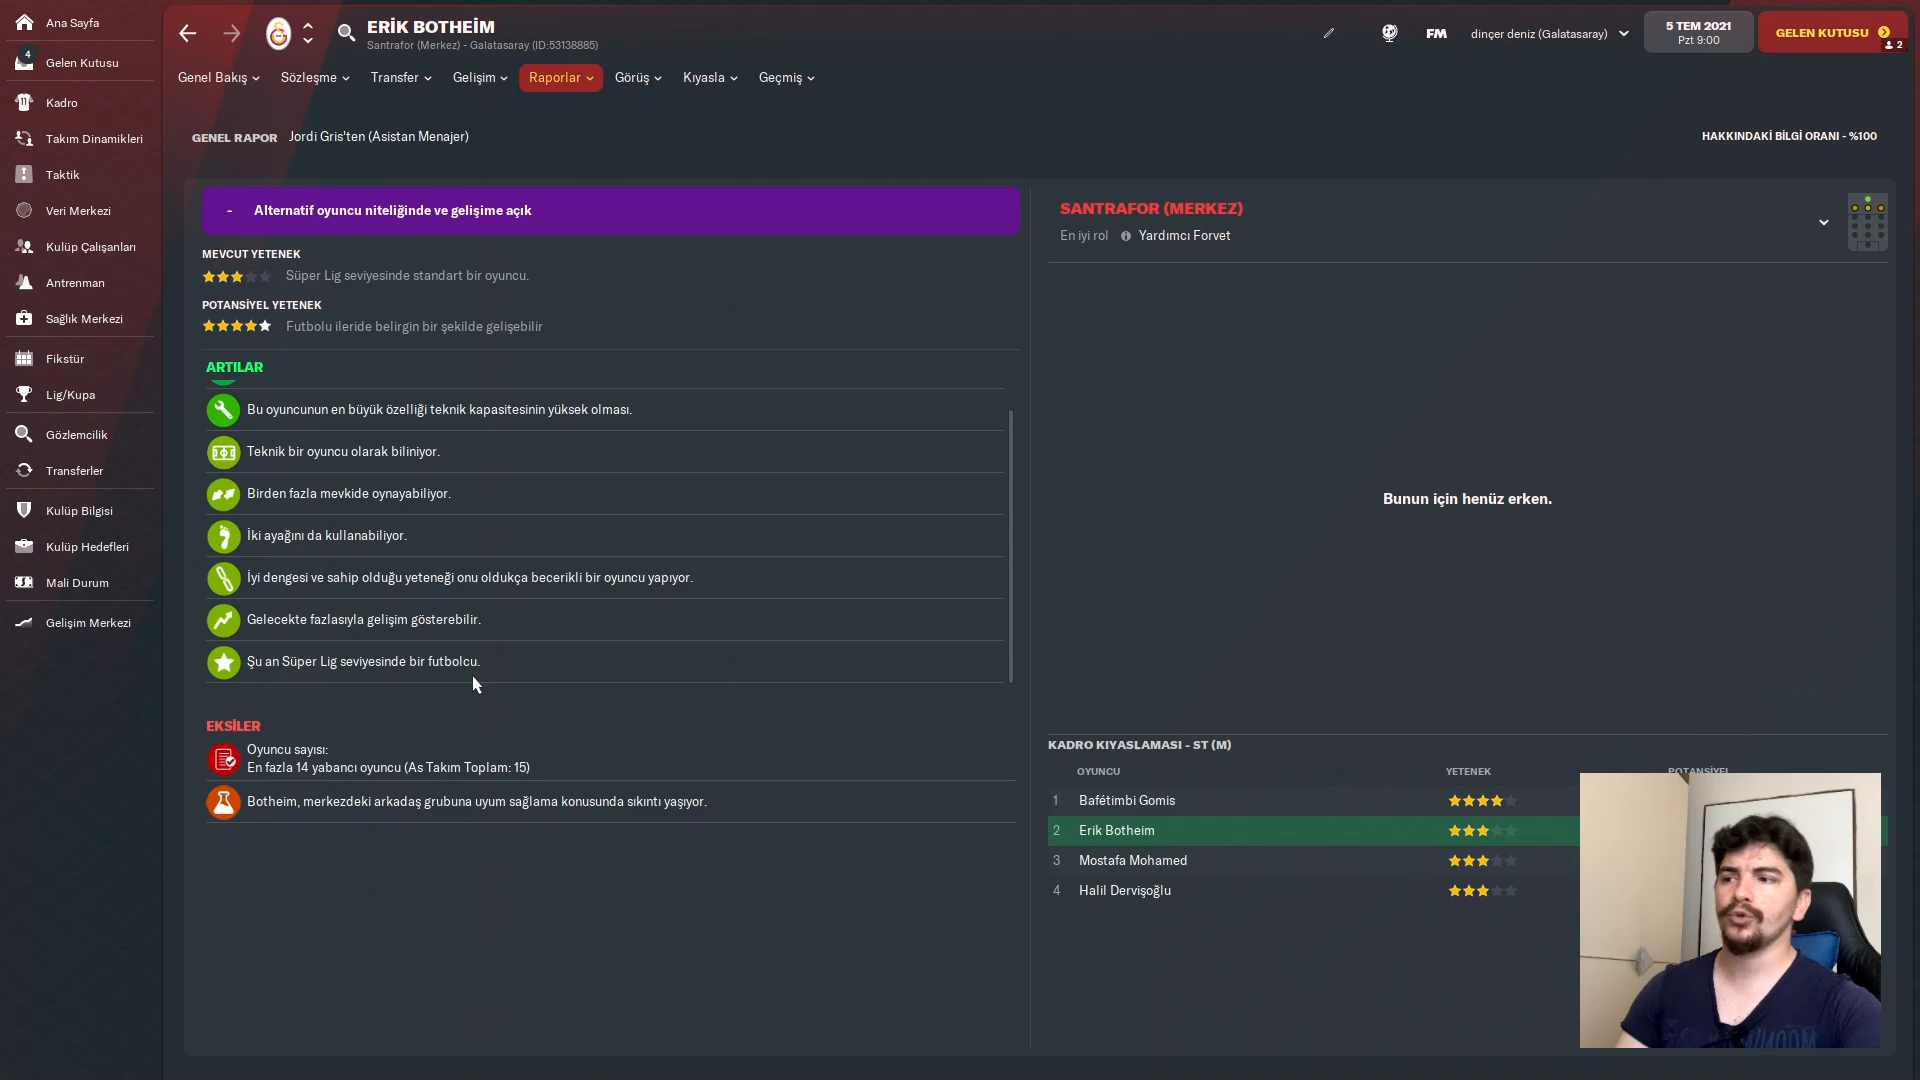 Ana Sayfa
4
Gelen Kutusu
Kadro
Takım Dinamikleri
Taktik
Veri Merkezi
Kulüp Çalışanları
Antrenman
Sağlık Merkezi
Fikstür
Lig/Kupa
Gözlemcilik
Transferler
Kulüp Bilgisi
Kulüp Hedefleri
Mali Durum
Gelişim Merkezi
ERİK BOTHEİM
Santrafor (Merkez) - Galatasaray (ID:53138885)
FM
dinçer deniz (Galatasaray)
5 TEM 2021
Pzt 9:00
GELEN KUTUSU
2
Genel Bakış
Sözleşme
Transfer
Gelişim
Raporlar
Görüş
Kıyasla
Geçmiş
GENEL RAPOR Jordi Gris'ten (Asistan Menajer)
HAKKINDAKİ BİLGİ ORANI - %100
- Alternatif oyuncu niteliğinde ve gelişime açık
MEVCUT YETENEK
Süper Lig seviyesinde standart bir oyuncu.
POTANSİYEL YETENEK
Futbolu ileride belirgin bir şekilde gelişebilir
ARTILAR
Bu oyuncunun en büyük özelliği teknik kapasitesinin yüksek olması.
Teknik bir oyuncu olarak biliniyor.
Birden fazla mevkide oynayabiliyor.
İki ayağını da kullanabiliyor.
İyi dengesi ve sahip olduğu yeteneği onu oldukça becerikli bir oyuncu yapıyor.
Gelecekte fazlasıyla gelişim gösterebilir.
Şu an Süper Lig seviyesinde bir futbolcu.
EKSİLER
Oyuncu sayısı:
En fazla 14 yabancı oyuncu (As Takım Toplam: 15)
Botheim, merkezdeki arkadaş grubuna uyum sağlama konusunda sıkıntı yaşıyor.
SANTRAFOR (MERKEZ)
En iyi rol Yardımcı Forvet
Bunun için henüz erken.
KADRO KIYASLAMASI - ST (M)
OYUNCU YETENEK POTANSİYEL
1 Bafétimbi Gomis
2 Erik Botheim
3 Mostafa Mohamed
4 Halil Dervişoğlu